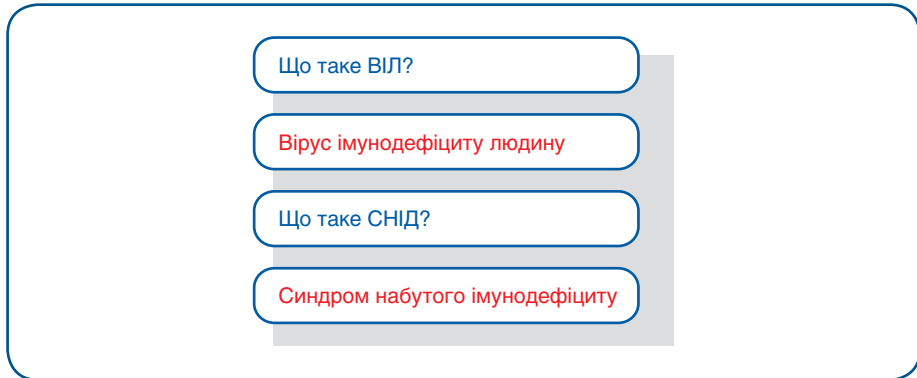 Що таке ВІЛ?
Вірус імунодефіциту людину
Що таке СНІД?
Синдром набутого імунодефіциту